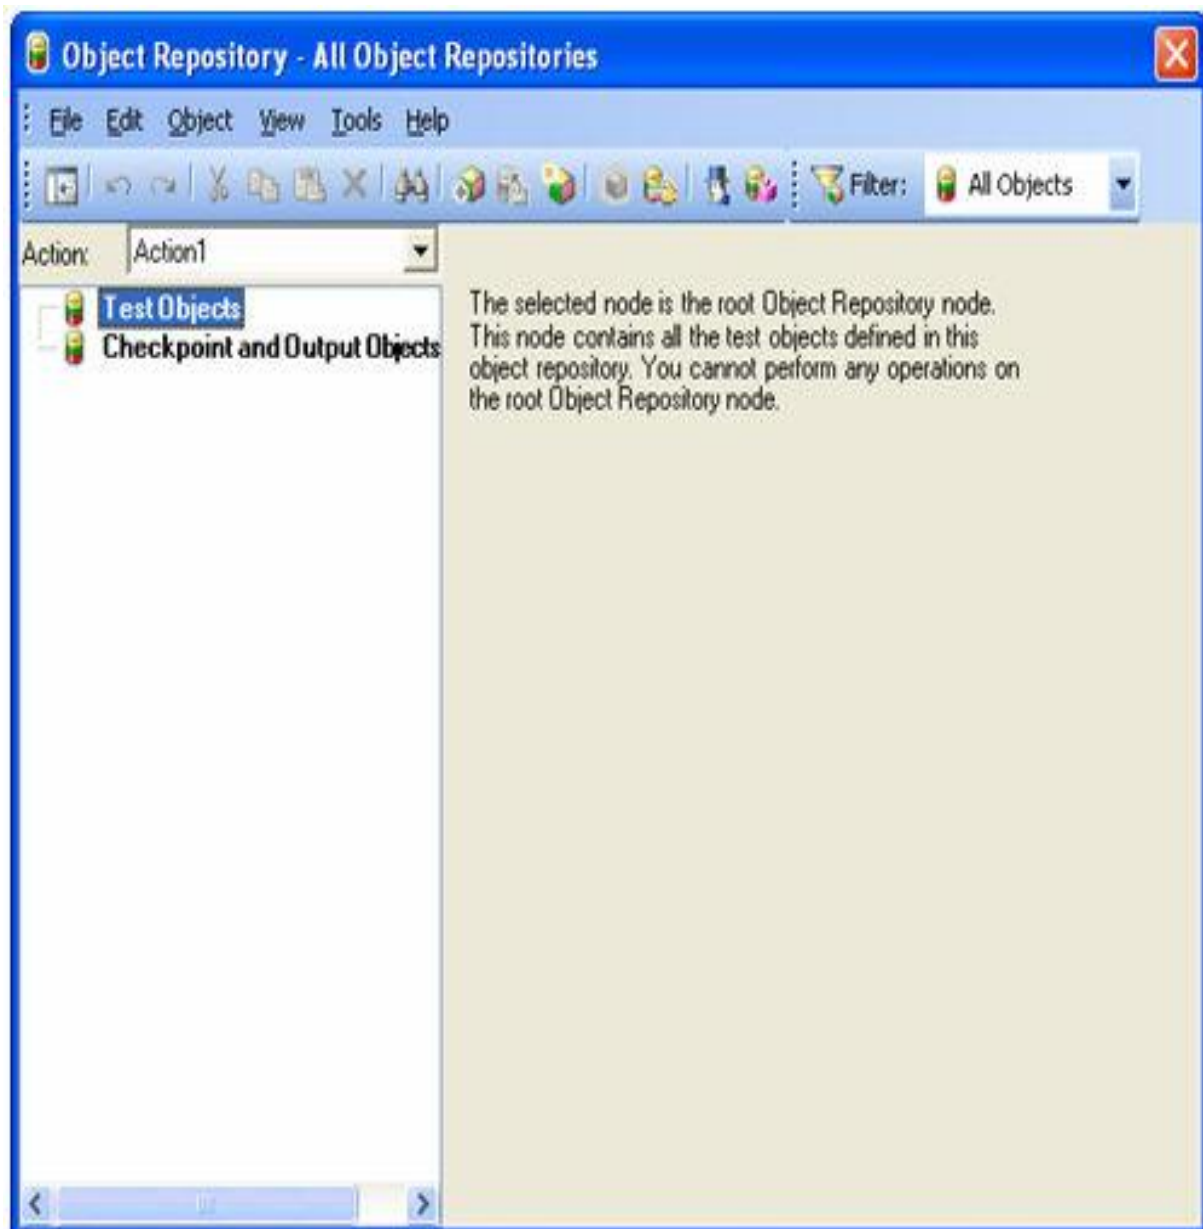 Object Repository - All Object Repositories
File Edit Object View Tools Help
Filter: All Objects
Action: Action1
Test Objects
Checkpoint and Output Objects
The selected node is the root Object Repository node.
This node contains all the test objects defined in this
object repository. You cannot perform any operations on
the root Object Repository node.